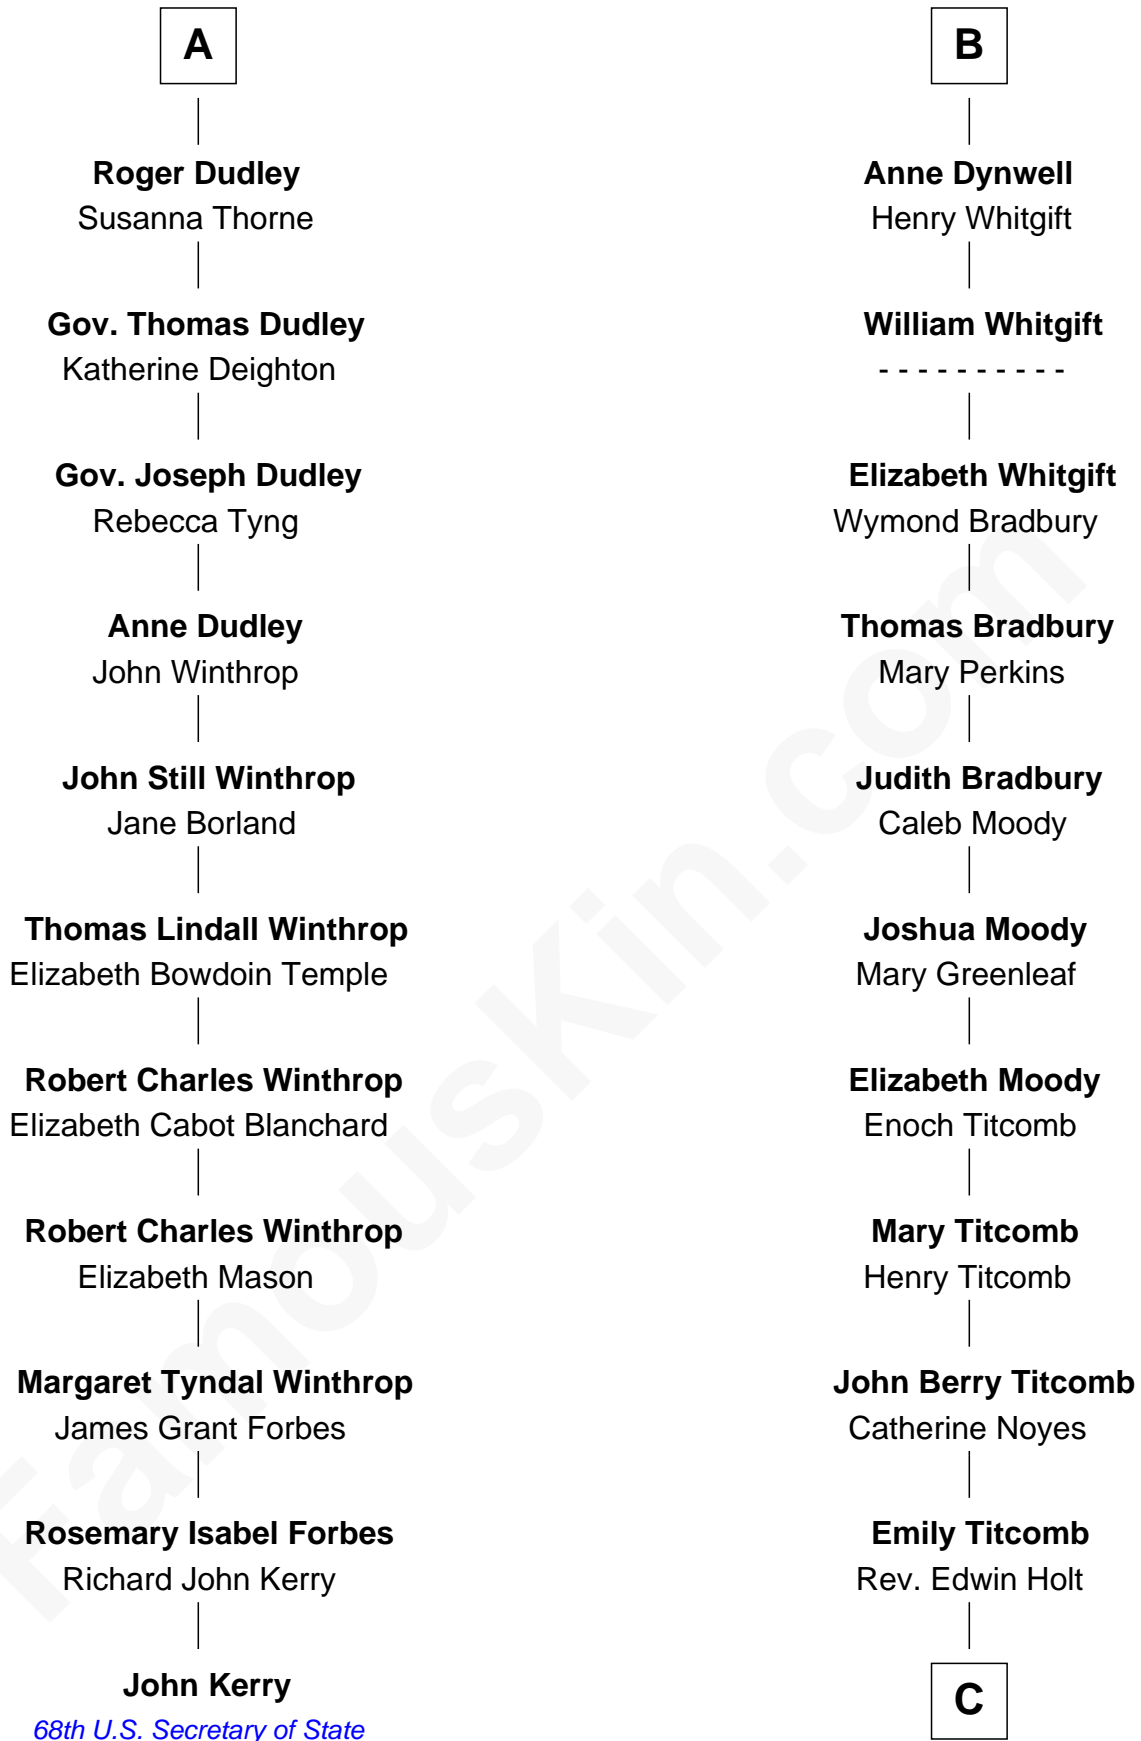 A
Roger Dudley
Susanna Thorne
Gov. Thomas Dudley
Katherine Deighton
Gov. Joseph Dudley
Rebecca Tyng
Anne Dudley
John Winthrop
John Still Winthrop
Jane Borland
Thomas Lindall Winthrop
Elizabeth Bowdoin Temple
Robert Charles Winthrop
Elizabeth Cabot Blanchard
Robert Charles Winthrop
Elizabeth Mason
Margaret Tyndal Winthrop
James Grant Forbes
Rosemary Isabel Forbes
Richard John Kerry
John Kerry
68th U.S. Secretary of State
B
Anne Dynwell
Henry Whitgift
William Whitgift
- - - - - - - - - -
Elizabeth Whitgift
Wymond Bradbury
Thomas Bradbury
Mary Perkins
Judith Bradbury
Caleb Moody
Joshua Moody
Mary Greenleaf
Elizabeth Moody
Enoch Titcomb
Mary Titcomb
Henry Titcomb
John Berry Titcomb
Catherine Noyes
Emily Titcomb
Rev. Edwin Holt
C
FamousKin.com